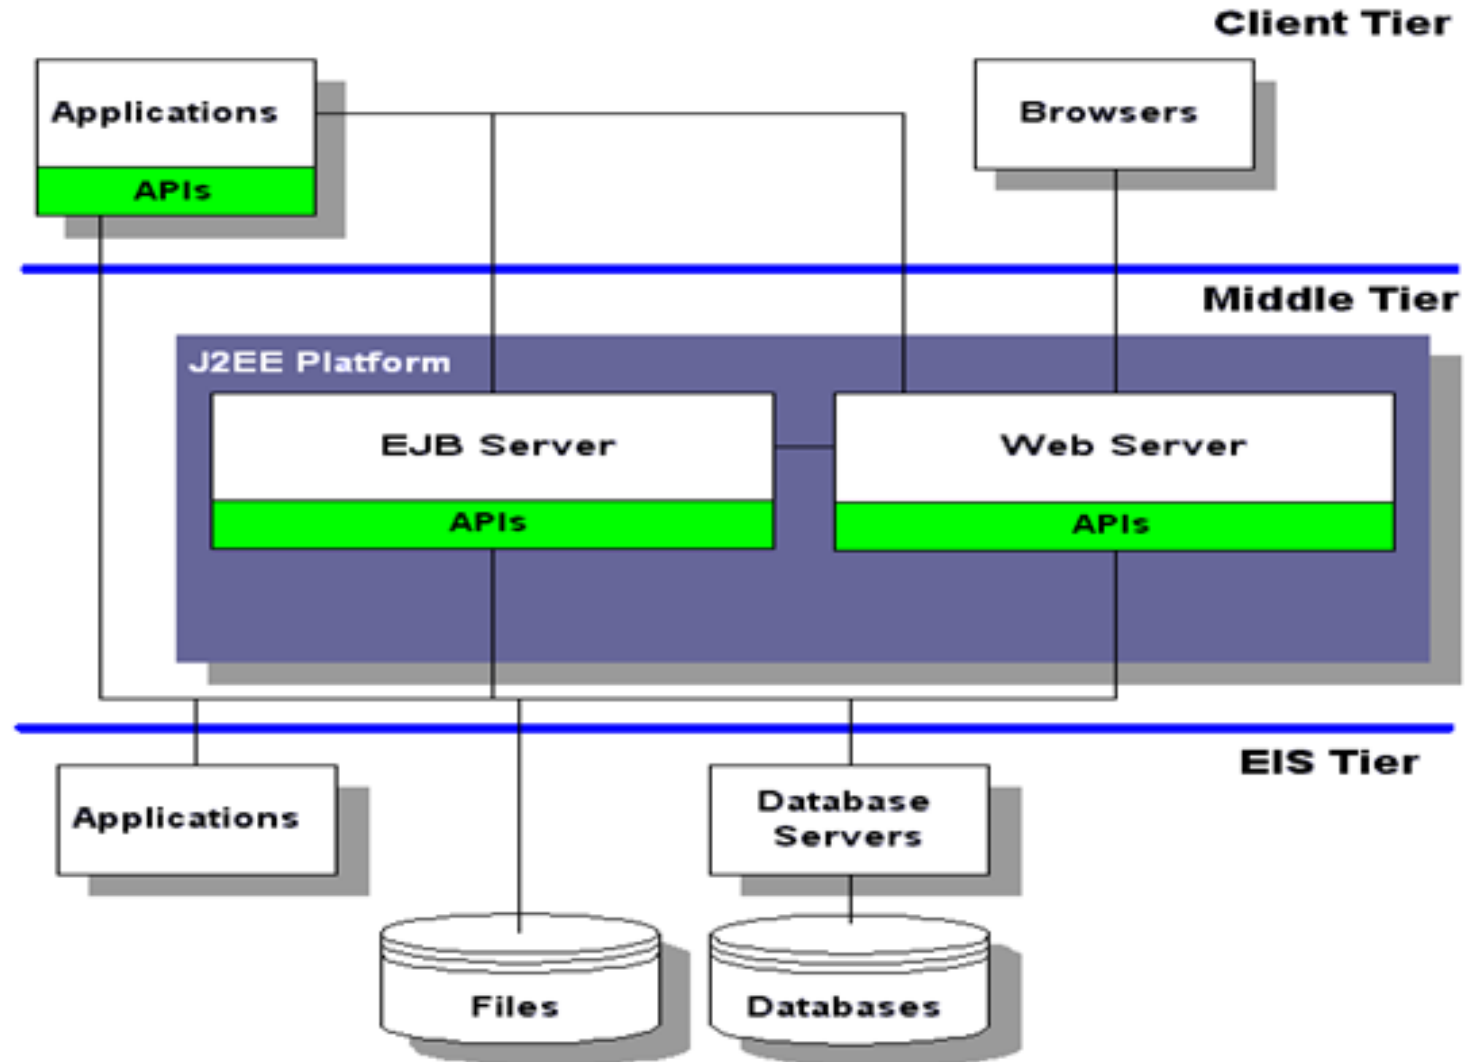 Client Tier
Applications
Browsers
APIs
Middle Tier
J2EE Platform
EJB Server
Web Server
APIs
APIs
EIS Tier
Applications
Database
Servers
Files
Databases